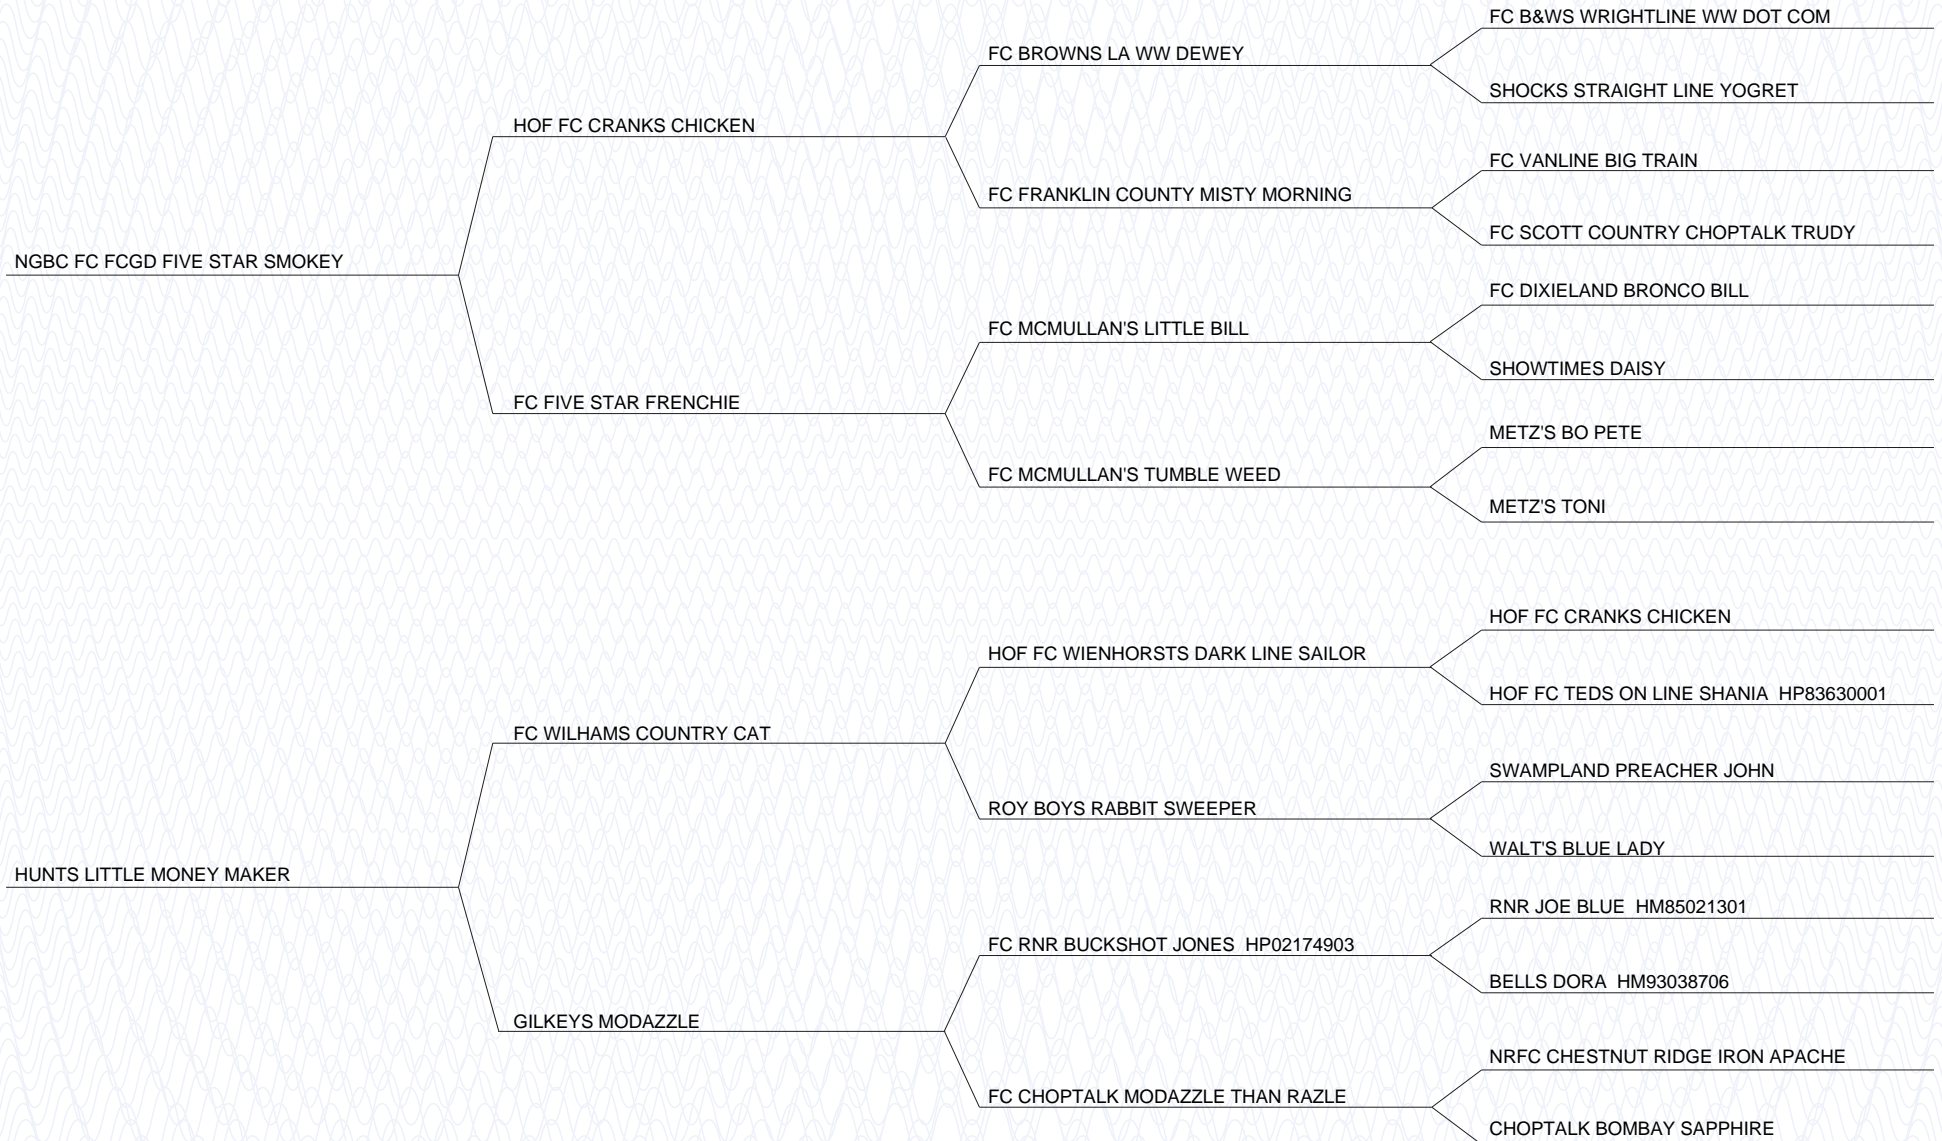 FC B&WS WRIGHTLINE WW DOT COM
FC BROWNS LA WW DEWEY
SHOCKS STRAIGHT LINE YOGRET
HOF FC CRANKS CHICKEN
FC VANLINE BIG TRAIN
FC FRANKLIN COUNTY MISTY MORNING
FC SCOTT COUNTRY CHOPTALK TRUDY
NGBC FC FCGD FIVE STAR SMOKEY
FC DIXIELAND BRONCO BILL
FC MCMULLAN'S LITTLE BILL
SHOWTIMES DAISY
FC FIVE STAR FRENCHIE
METZ'S BO PETE
FC MCMULLAN'S TUMBLE WEED
METZ'S TONI
HOF FC CRANKS CHICKEN
HOF FC WIENHORSTS DARK LINE SAILOR
HOF FC TEDS ON LINE SHANIA HP83630001
FC WILHAMS COUNTRY CAT
SWAMPLAND PREACHER JOHN
ROY BOYS RABBIT SWEEPER
WALT'S BLUE LADY
HUNTS LITTLE MONEY MAKER
RNR JOE BLUE HM85021301
FC RNR BUCKSHOT JONES HP02174903
BELLS DORA HM93038706
GILKEYS MODAZZLE
NRFC CHESTNUT RIDGE IRON APACHE
FC CHOPTALK MODAZZLE THAN RAZLE
CHOPTALK BOMBAY SAPPHIRE